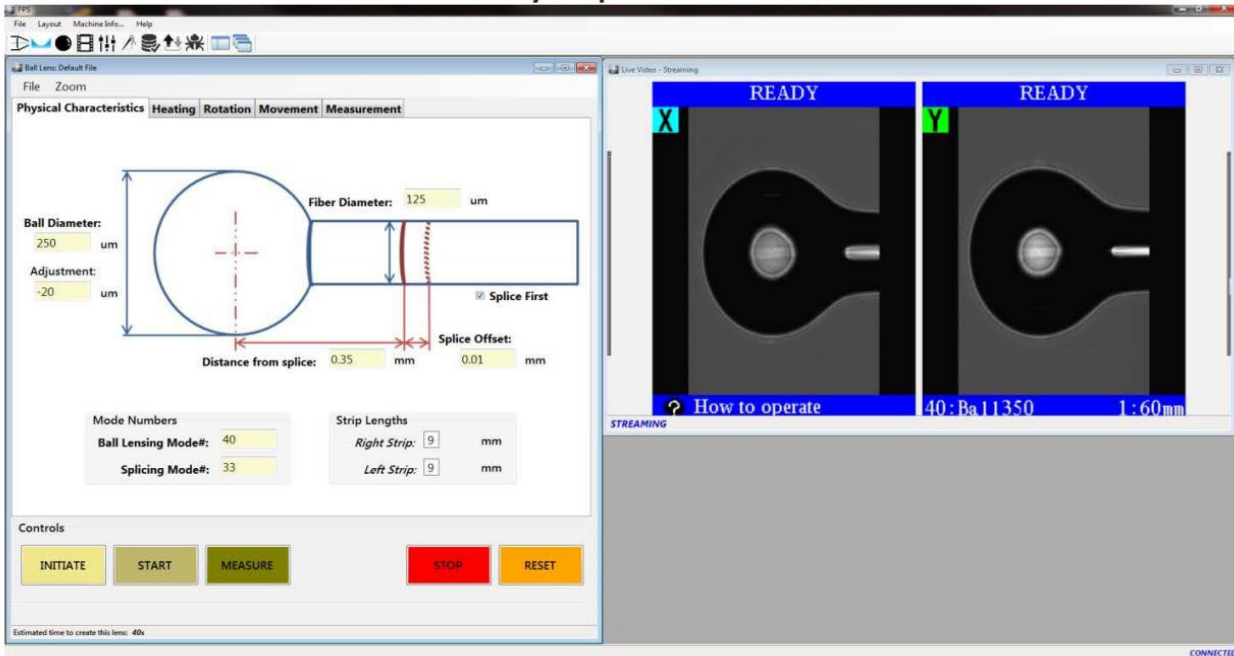 FPS
File Layout Machine Info... Help
Ball Lens: Default File
File Zoom
Physical Characteristics Heating Rotation Movement Measurement
Fiber Diameter: 125 um
Ball Diameter:
250 um
Adjustment:
-20 um
Splice First
Splice Offset:
Distance from splice: 0.35 mm 0.01 mm
Mode Numbers
Ball Lensing Mode#: 40
Splicing Mode#: 33
Strip Lengths
Right Strip: 9 mm
Left Strip: 9 mm
Controls
INITIATE START MEASURE STOP RESET
Estimated time to create this lens: 40s
Live Video - Streaming
READY READY
X Y
? How to operate 40:Ball350 1:60mm
STREAMING
CONNECTED